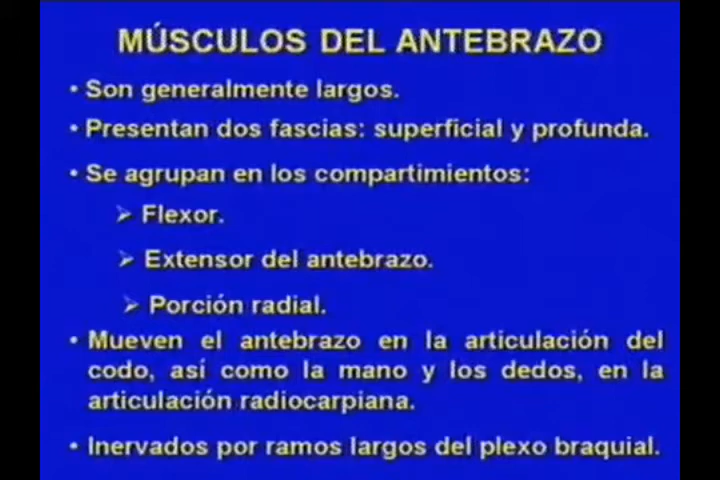 MÚSCULOS DEL ANTEBRAZO
• Son generalmente largos.
• Presentan dos fascias: superficial y profunda.
• Se agrupan en los compartimientos:
➢ Flexor.
➢ Extensor del antebrazo.
➢ Porción radial.
• Mueven el antebrazo en la articulación del
codo, así como la mano y los dedos, en la
articulación radiocarpiana.
• Inervados por ramos largos del plexo braquial.